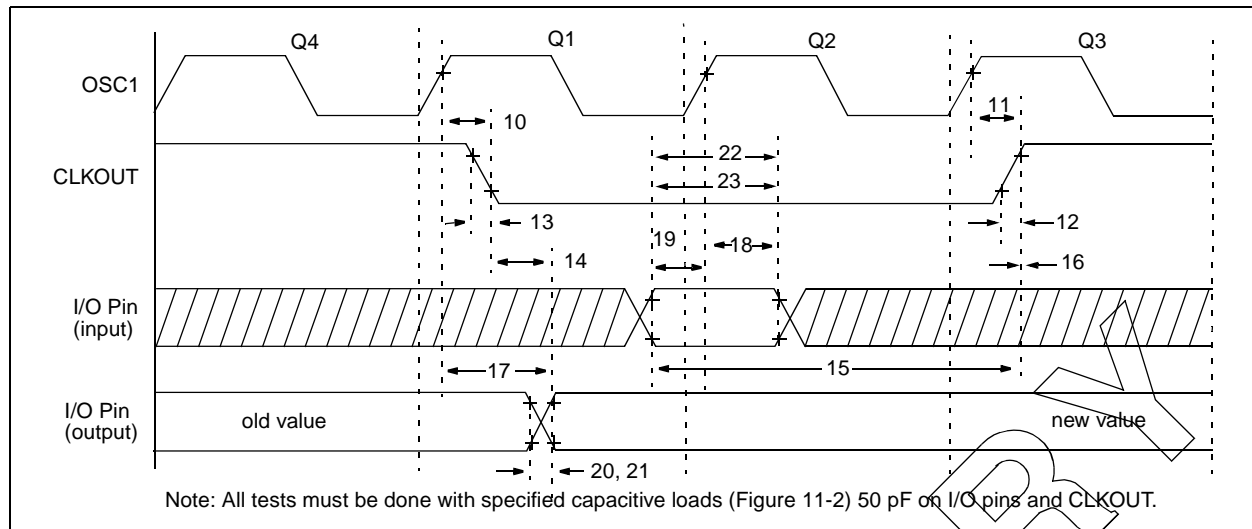 Q4 Q1 Q2 Q3
OSC1
10 11
22
CLKOUT
23
13 12
19 18
14 16
I/O Pin
(input)
17 15
I/O Pin
(output)
old value new value
20, 21
Note: All tests must be done with specified capacitive loads (Figure 11-2) 50 pF on I/O pins and CLKOUT.
R Y